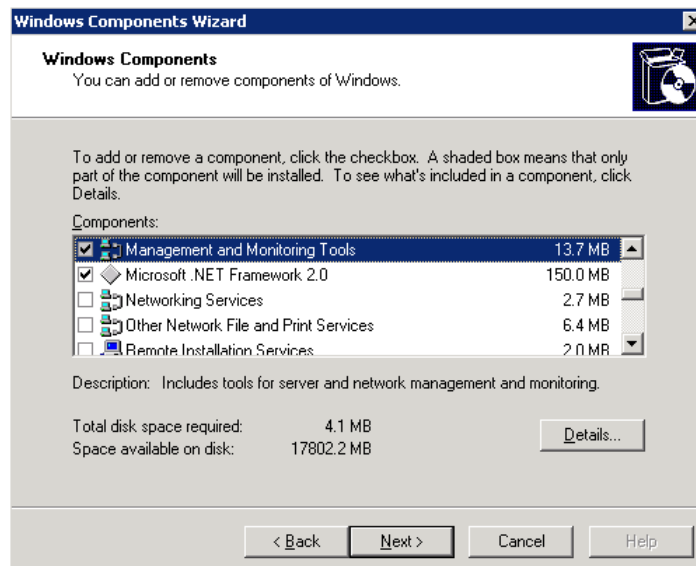 Windows Components Wizard
Windows Components
You can add or remove components of Windows.
To add or remove a component, click the checkbox. A shaded box means that only
part of the component will be installed. To see what's included in a component, click
Details.
Components:
Management and Monitoring Tools 13.7 MB
Microsoft .NET Framework 2.0 150.0 MB
Networking Services 2.7 MB
Other Network File and Print Services 6.4 MB
Remote Installation Services 2.0 MB
Description: Includes tools for server and network management and monitoring.
Total disk space required: 4.1 MB
Space available on disk: 17802.2 MB
Details...
< Back Next > Cancel Help